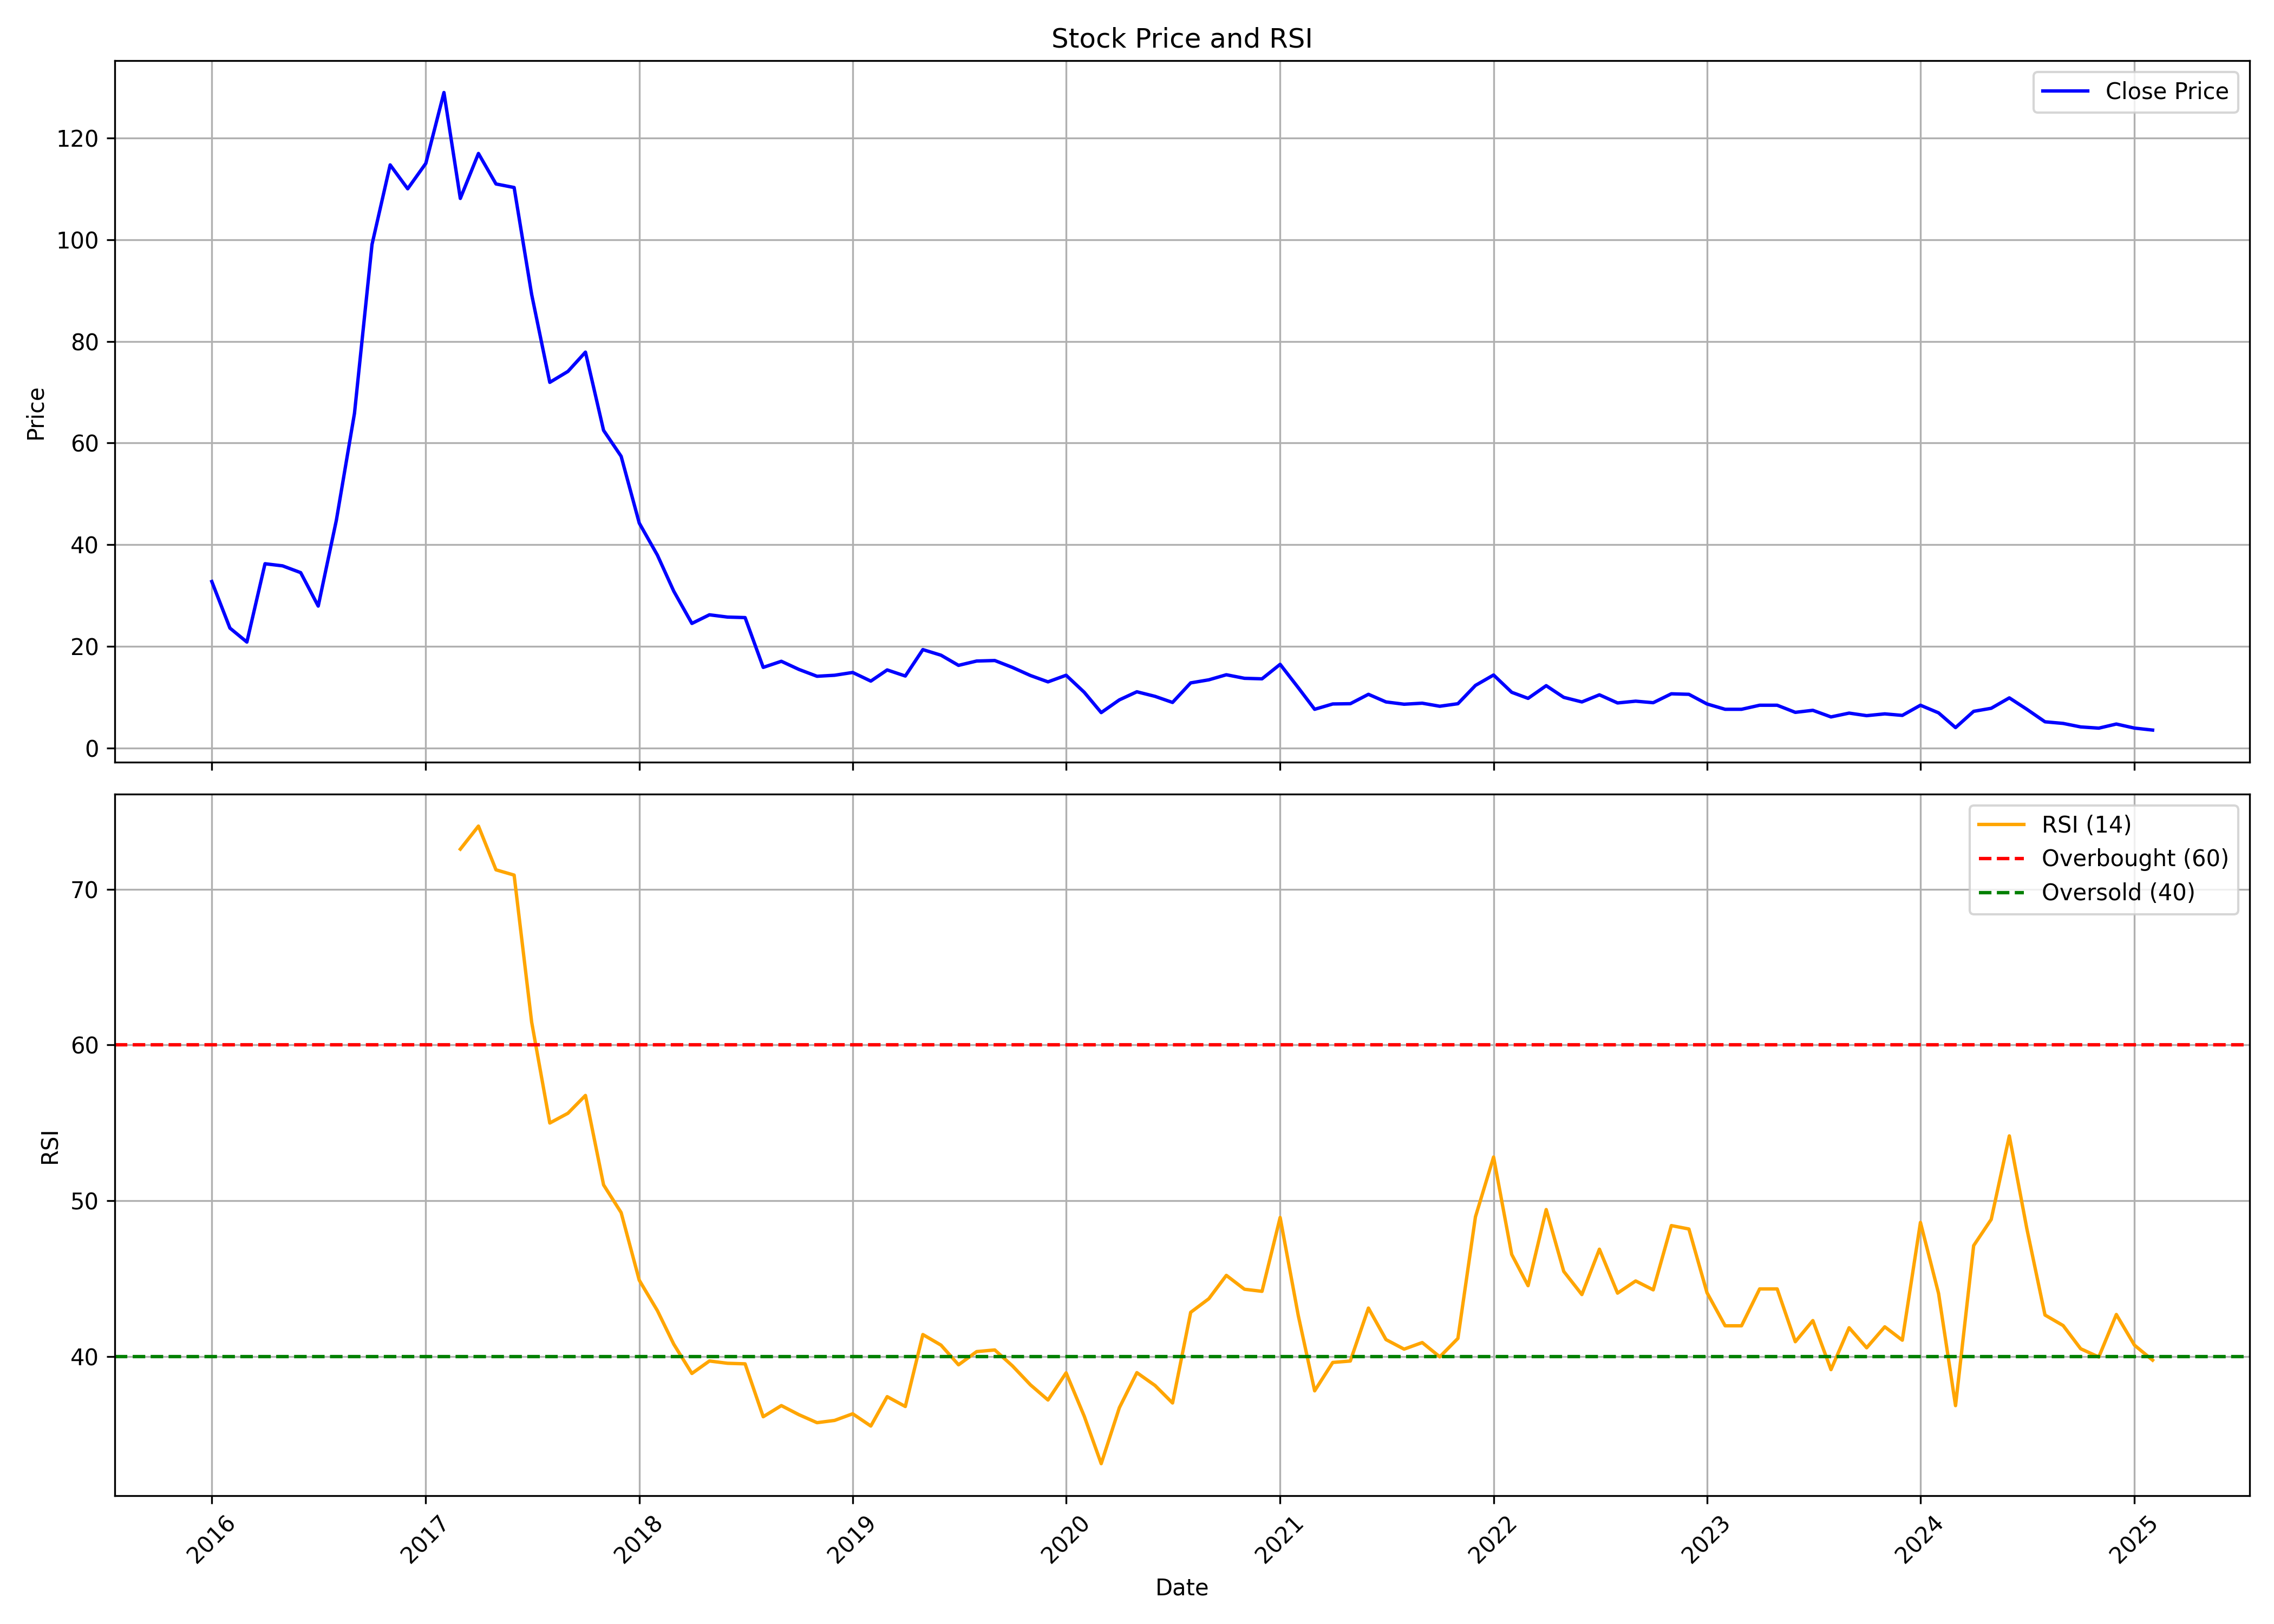 Stock Price and RSI
Close Price
120
100
80
60
40
20
0
Price
RSI (14)
Overbought (60)
Oversold (40)
70
60
50
40
RSI
2016
2017
2018
2019
2020
2021
2022
2023
2024
2025
Date